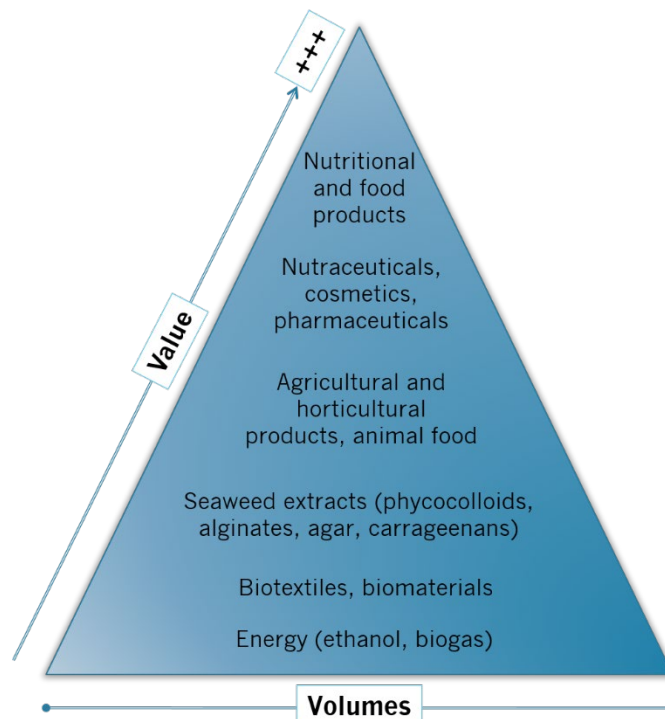 +++
Nutritional
and food
products
Nutraceuticals,
cosmetics,
pharmaceuticals
Value
Agricultural and
horticultural
products, animal food
Seaweed extracts (phycocolloids,
alginates, agar, carrageenans)
Biotextiles, biomaterials
Energy (ethanol, biogas)
Volumes